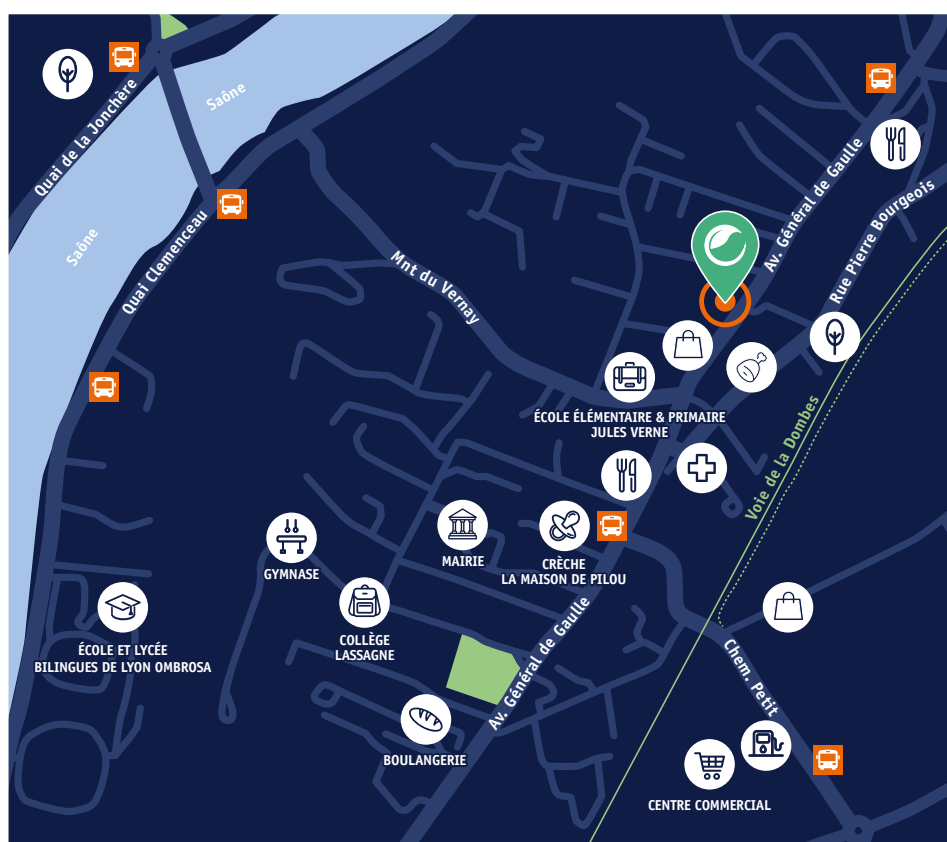 Saône
Quai de la Jonchère
Av. Général de Gaulle
Rue Pierre Bourgeois
Saône
Quai Clemenceau
Mnt du Vernay
ÉCOLE ÉLÉMENTAIRE & PRIMAIRE
JULES VERNE
Voie de la Dombes
MAIRIE
CRÈCHE
LA MAISON DE PILOU
GYMNASE
COLLÈGE
LASSAGNE
ÉCOLE ET LYCÉE
BILINGUES DE LYON OMBROSA
Av. Général de Gaulle
Chem. Petit
BOULANGERIE
CENTRE COMMERCIAL